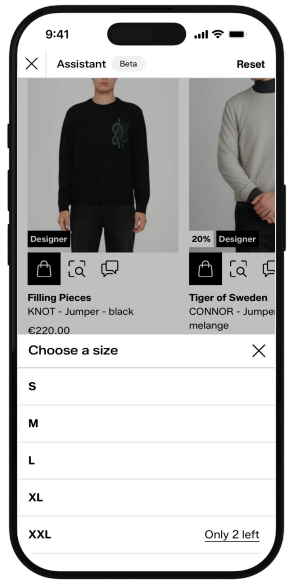 9:41
Assistant Beta Reset
Designer
20% Designer
Filling Pieces
KNOT - Jumper - black
€220.00
Tiger of Sweden
CONNOR - Jumper
melange
Choose a size
S
M
L
XL
XXL Only 2 left